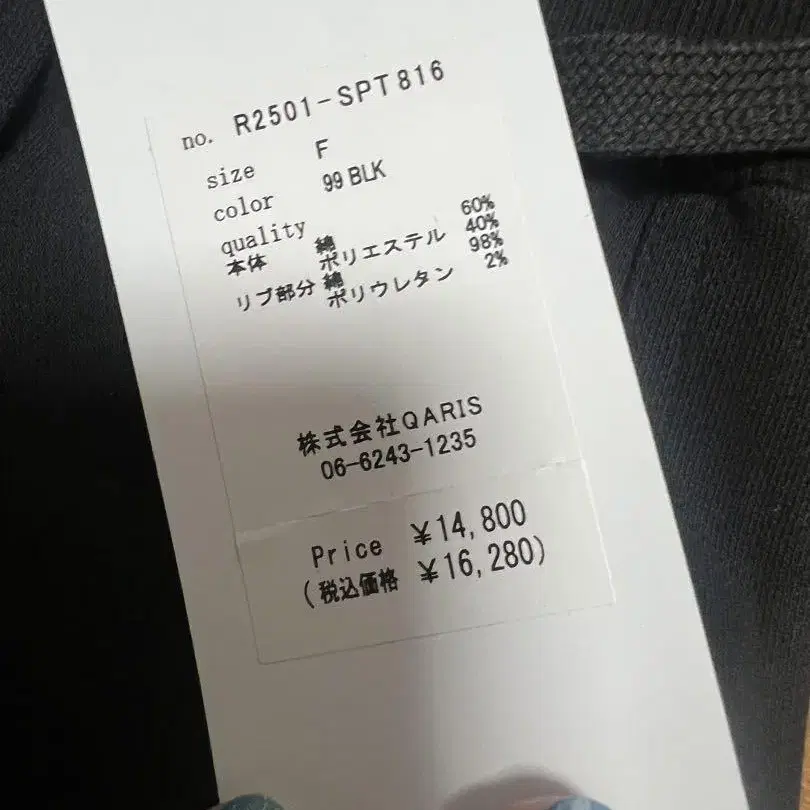 no. R2501-SPT816
size F
color 99 BLK
quality
本体 綿 60%
ポリエステル 40%
リブ部分 綿 98%
ポリウレタン 2%
株式会社QARIS
06-6243-1235
Price ¥14,800
(税込価格 ¥16,280)